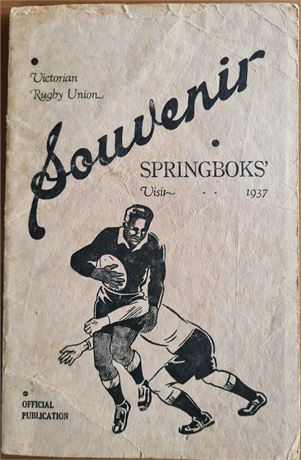 Victorian
Rugby Union
Souvenir
SPRINGBOKS'
Visit - - 1937
OFFICIAL
PUBLICATION